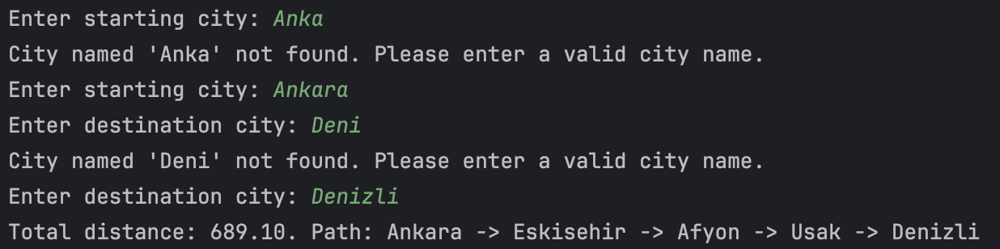 Enter starting city: Anka
City named 'Anka' not found. Please enter a valid city name.
Enter starting city: Ankara
Enter destination city: Deni
City named 'Deni' not found. Please enter a valid city name.
Enter destination city: Denizli
Total distance: 689.10. Path: Ankara -> Eskisehir -> Afyon -> Usak -> Denizli